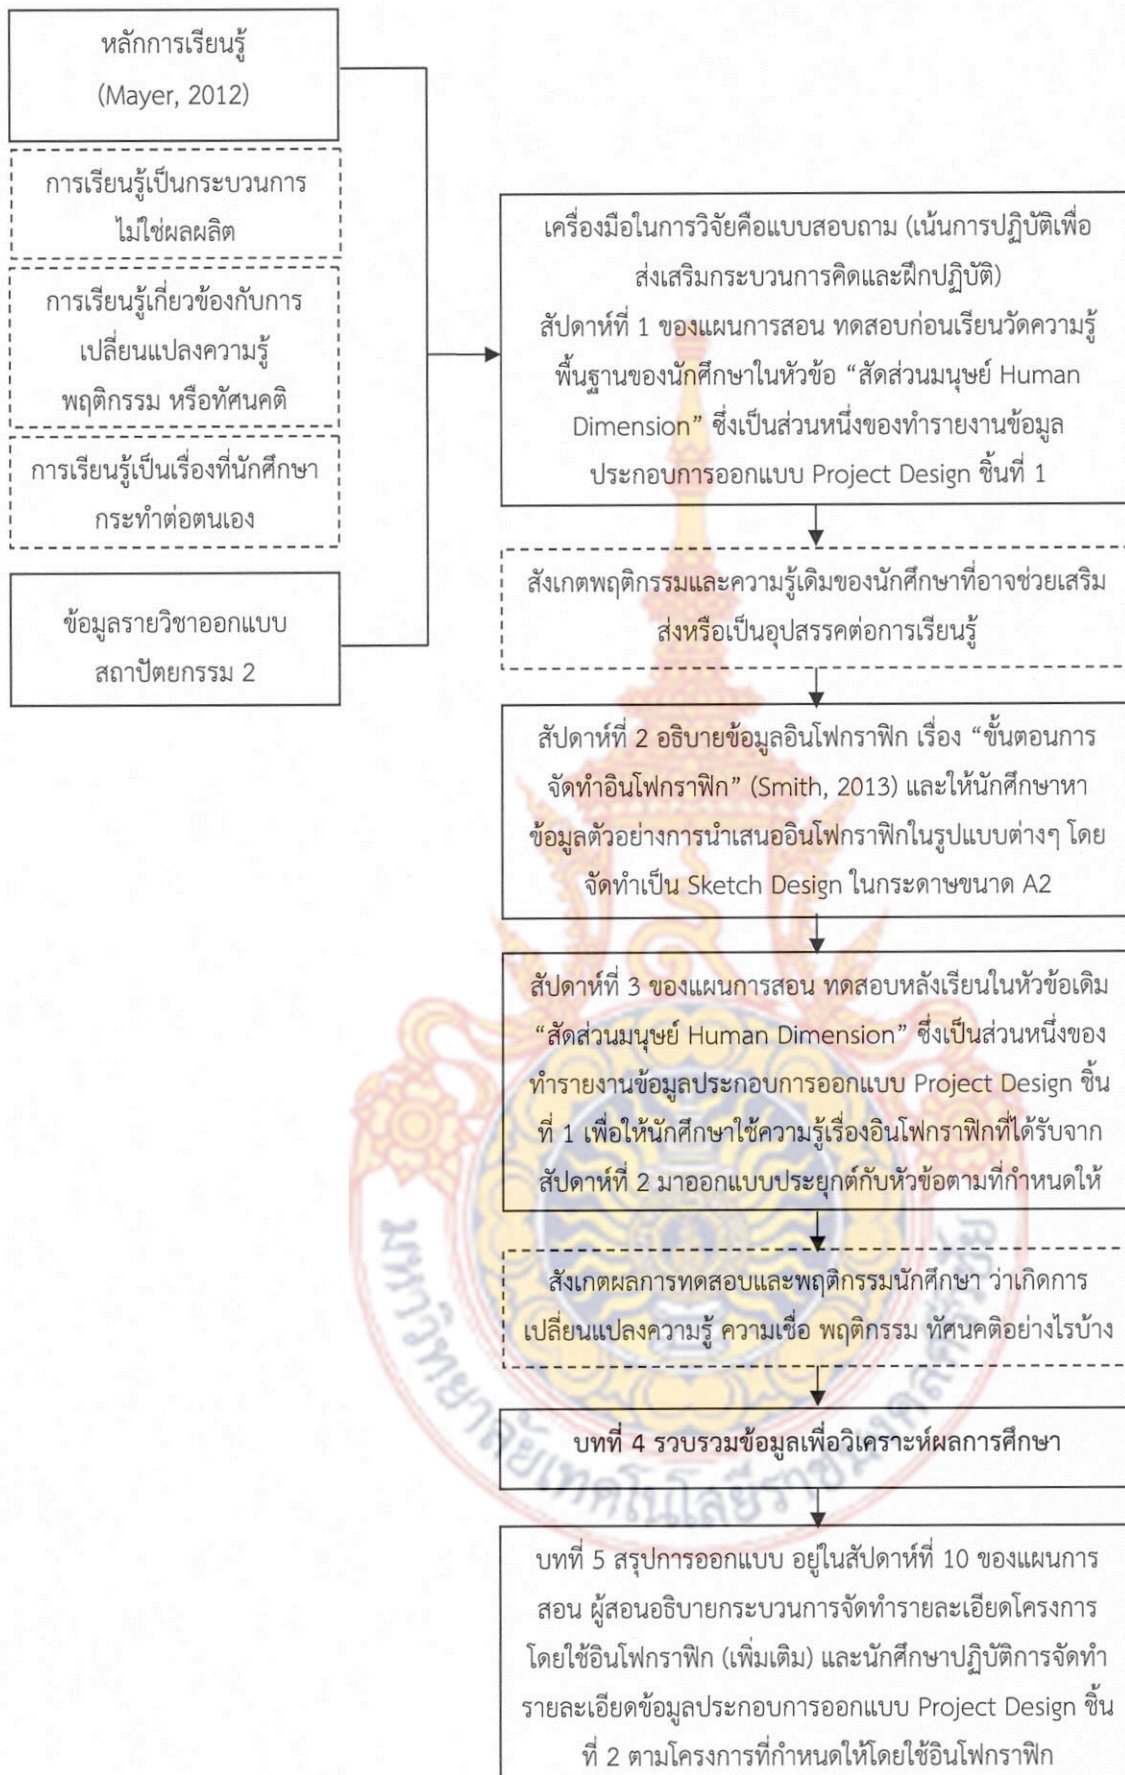 หลักการเรียนรู้
(Mayer, 2012)
การเรียนรู้เป็นกระบวนการ
ไม่ใช่ผลผลิต
การเรียนรู้เกี่ยวข้องกับการ
เปลี่ยนแปลงความรู้
พฤติกรรม หรือทัศนคติ
การเรียนรู้เป็นเรื่องที่นักศึกษา
กระทำต่อตนเอง
ข้อมูลรายวิชาออกแบบ
สถาปัตยกรรม 2
เครื่องมือในการวิจัยคือแบบสอบถาม (เน้นการปฏิบัติเพื่อ
ส่งเสริมกระบวนการคิดและฝึกปฏิบัติ)
สัปดาห์ที่ 1 ของแผนการสอน ทดสอบก่อนเรียนวัดความรู้
พื้นฐานของนักศึกษาในหัวข้อ “สัดส่วนมนุษย์ Human
Dimension” ซึ่งเป็นส่วนหนึ่งของทำรายงานข้อมูล
ประกอบการออกแบบ Project Design ชิ้นที่ 1
สังเกตพฤติกรรมและความรู้เดิมของนักศึกษาที่อาจช่วยเสริม
ส่งหรือเป็นอุปสรรคต่อการเรียนรู้
สัปดาห์ที่ 2 อธิบายข้อมูลอินโฟกราฟิก เรื่อง “ขั้นตอนการ
จัดทำอินโฟกราฟิก” (Smith, 2013) และให้นักศึกษาหา
ข้อมูลตัวอย่างการนำเสนออินโฟกราฟิกในรูปแบบต่างๆ โดย
จัดทำเป็น Sketch Design ในกระดาษขนาด A2
สัปดาห์ที่ 3 ของแผนการสอน ทดสอบหลังเรียนในหัวข้อเดิม
“สัดส่วนมนุษย์ Human Dimension” ซึ่งเป็นส่วนหนึ่งของ
ทำรายงานข้อมูลประกอบการออกแบบ Project Design ชิ้น
ที่ 1 เพื่อให้นักศึกษาใช้ความรู้เรื่องอินโฟกราฟิกที่ได้รับจาก
สัปดาห์ที่ 2 มาออกแบบประยุกต์กับหัวข้อตามที่กำหนดให้
สังเกตผลการทดสอบและพฤติกรรมนักศึกษา ว่าเกิดการ
เปลี่ยนแปลงความรู้ ความเชื่อ พฤติกรรม ทัศนคติอย่างไรบ้าง
บทที่ 4 รวบรวมข้อมูลเพื่อวิเคราะห์ผลการศึกษา
บทที่ 5 สรุปการออกแบบ อยู่ในสัปดาห์ที่ 10 ของแผนการ
สอน ผู้สอนอธิบายกระบวนการจัดทำรายละเอียดโครงการ
โดยใช้อินโฟกราฟิก (เพิ่มเติม) และนักศึกษาปฏิบัติการจัดทำ
รายละเอียดข้อมูลประกอบการออกแบบ Project Design ชิ้น
ที่ 2 ตามโครงการที่กำหนดให้โดยใช้อินโฟกราฟิก
มหาวิทยาลัยเทคโนโลยีราชมงคลศรีวิชัย